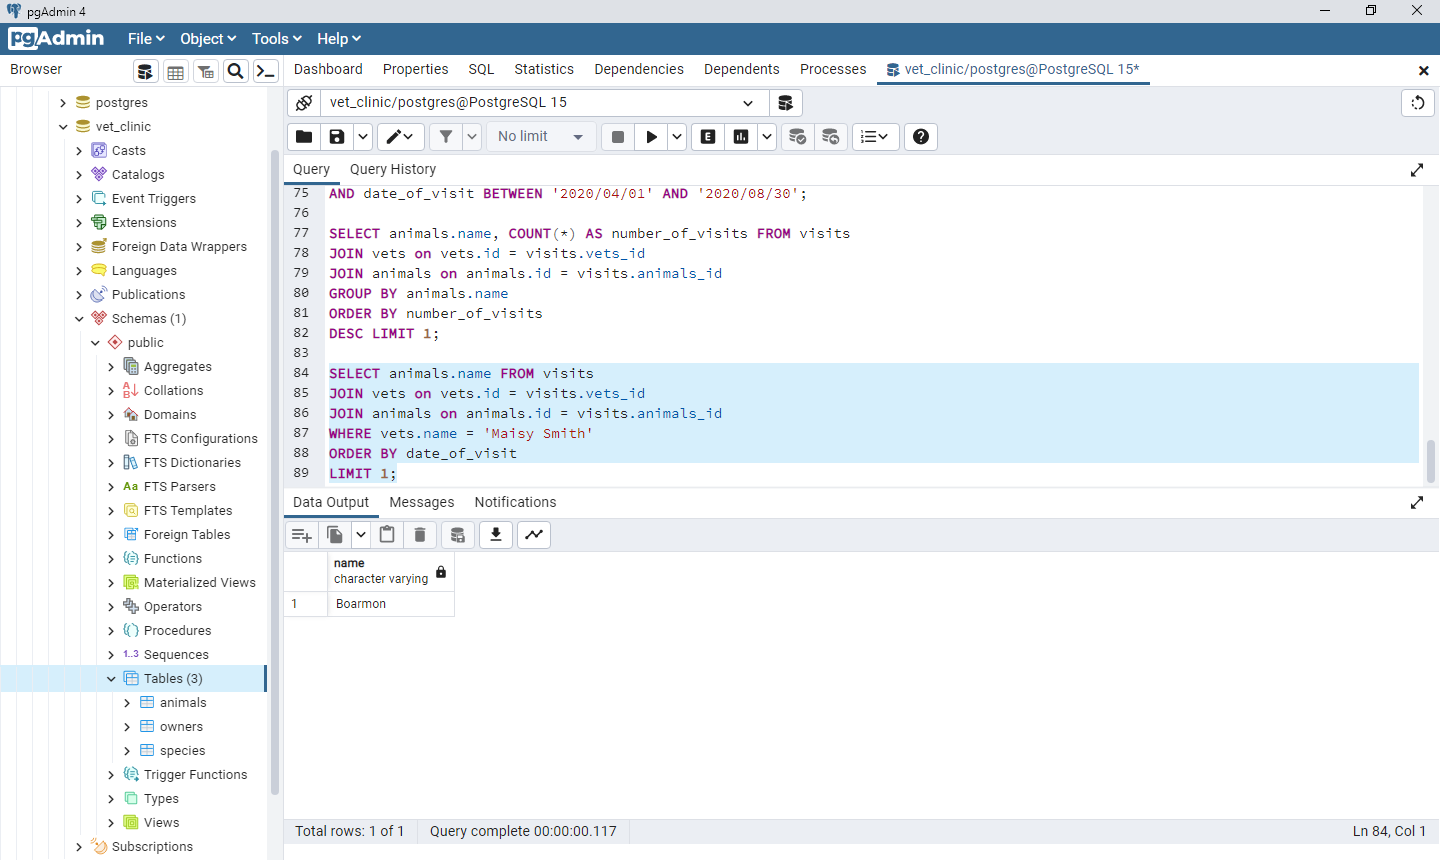 pgAdmin 4
pgAdmin File Object Tools Help
Browser
Dashboard Properties SQL Statistics Dependencies Dependents Processes vet_clinic/postgres@PostgreSQL 15*
postgres
vet_clinic
Casts
Catalogs
Event Triggers
Extensions
Foreign Data Wrappers
Languages
Publications
Schemas (1)
public
Aggregates
Collations
Domains
FTS Configurations
FTS Dictionaries
Aa FTS Parsers
FTS Templates
Foreign Tables
Functions
Materialized Views
Operators
Procedures
1..3 Sequences
Tables (3)
animals
owners
species
Trigger Functions
Types
Views
Subscriptions
vet_clinic/postgres@PostgreSQL 15
No limit
E
Query Query History
75 AND date_of_visit BETWEEN '2020/04/01' AND '2020/08/30';
76
77 SELECT animals.name, COUNT(*) AS number_of_visits FROM visits
78 JOIN vets on vets.id = visits.vets_id
79 JOIN animals on animals.id = visits.animals_id
80 GROUP BY animals.name
81 ORDER BY number_of_visits
82 DESC LIMIT 1;
83
84 SELECT animals.name FROM visits
85 JOIN vets on vets.id = visits.vets_id
86 JOIN animals on animals.id = visits.animals_id
87 WHERE vets.name = 'Maisy Smith'
88 ORDER BY date_of_visit
89 LIMIT 1;
Data Output Messages Notifications
name
character varying
1 Boarmon
Total rows: 1 of 1 Query complete 00:00:00.117 Ln 84, Col 1